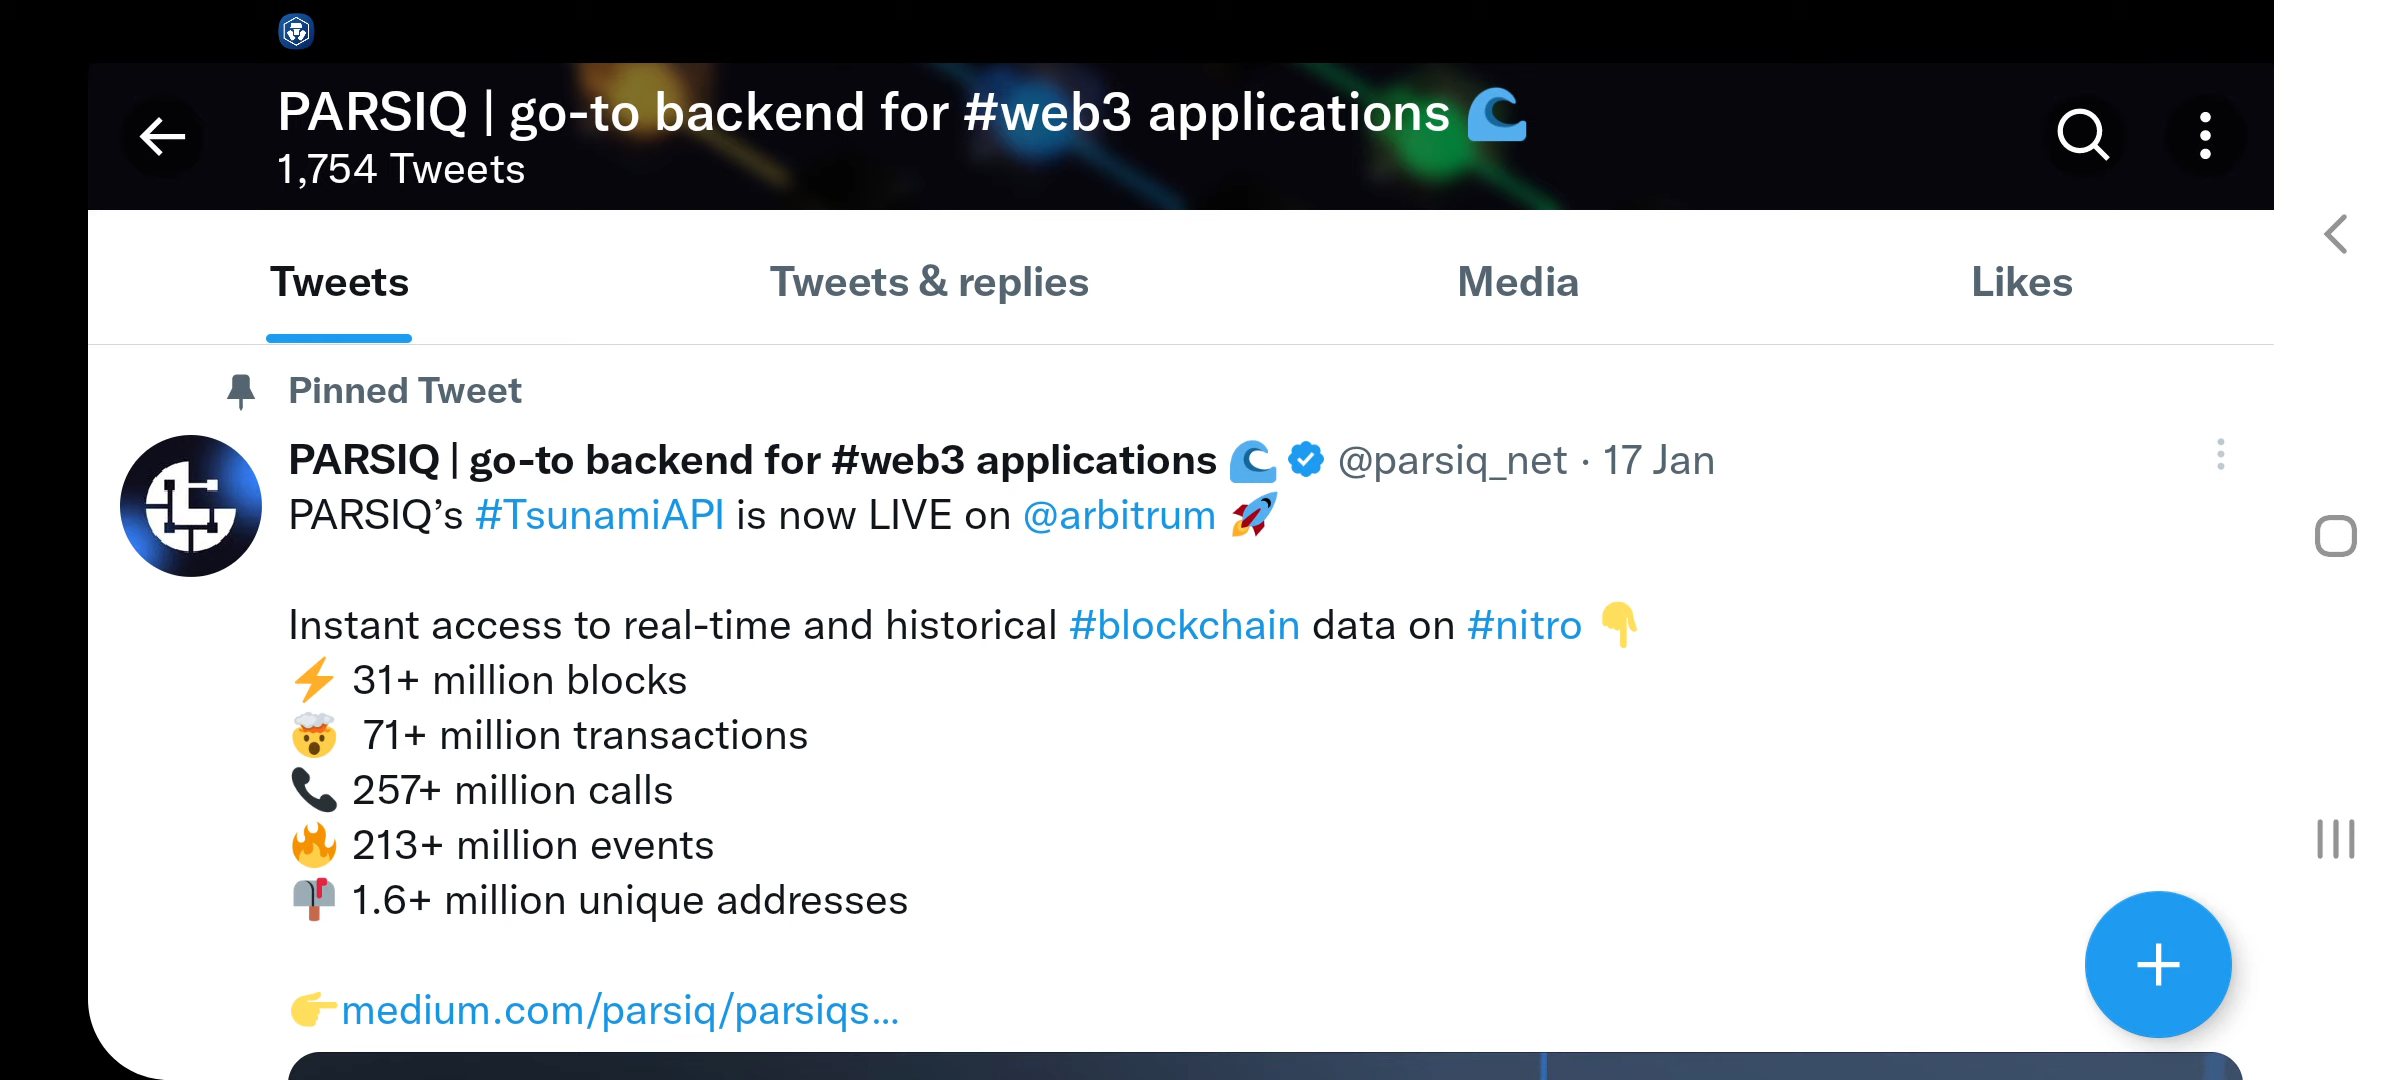 PARSIQ | go-to backend for #web3 applications 🌊
1,754 Tweets
Tweets
Tweets & replies
Media
Likes
Pinned Tweet
PARSIQ | go-to backend for #web3 applications 🌊 @parsiq_net · 17 Jan
PARSIQ’s #TsunamiAPI is now LIVE on @arbitrum 🚀
Instant access to real-time and historical #blockchain data on #nitro 👇
⚡ 31+ million blocks
🤯 71+ million transactions
📞 257+ million calls
🔥 213+ million events
📬 1.6+ million unique addresses
👉medium.com/parsiq/parsiqs…